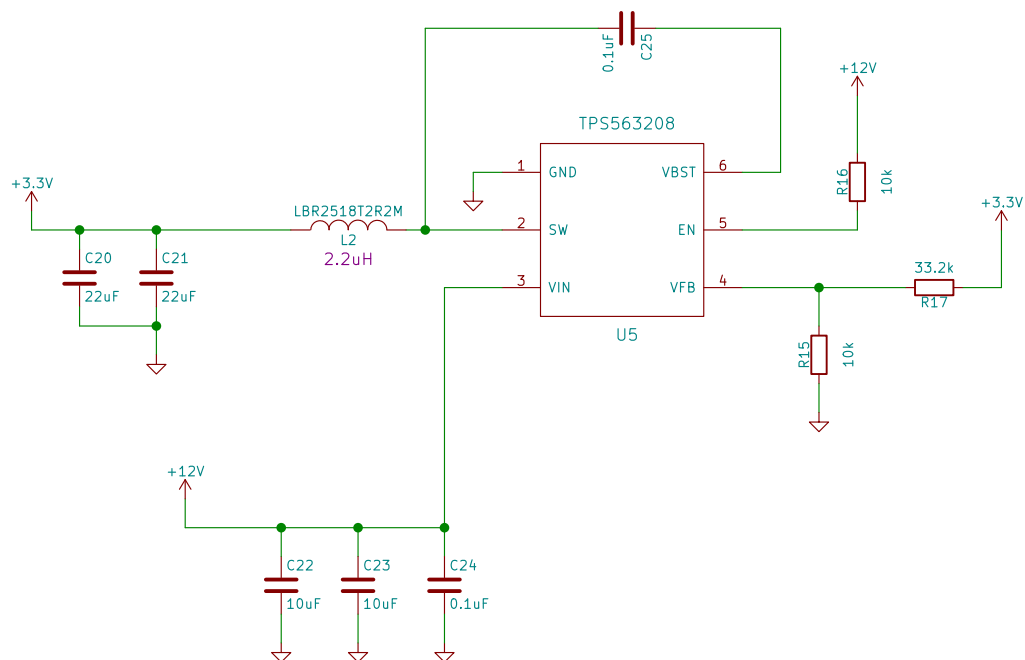 0.1uF
C25
+12V
TPS563208
1
GND
VBST
6
R16
10k
+3.3V
LBR2518T2R2M
L2
2.2uH
2
SW
EN
5
+3.3V
C20
22uF
C21
22uF
3
VIN
VFB
4
33.2k
R17
U5
R15
10k
+12V
C22
10uF
C23
10uF
C24
0.1uF